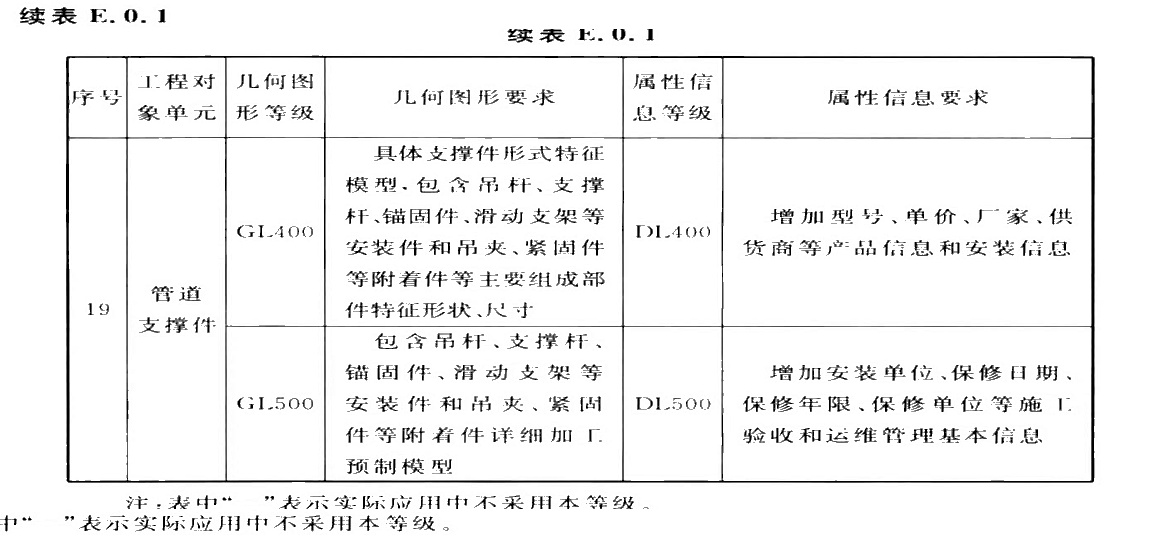 续表 E.0.1
续表 E.0.1
序号
工程对
象单元
几何图
形等级
几何图形要求
属性信
息等级
属性信息要求
19
管道
支撑件
GL400
具体支撑件形式特征
模型,包含吊杆、支撑
杆、锚固件、滑动支架等
安装件和吊夹、紧固件
等附着件等主要组成部
件特征形状、尺寸
DL400
增加型号、单价、厂家、供
货商等产品信息和安装信息
GL500
包含吊杆、支撑杆、
锚固件、滑动支架等
安装件和吊夹、紧固
件等附着件详细加工
预制模型
DL500
增加安装单位、保修日期、
保修年限、保修单位等施工
验收和运维管理基本信息
注:表中“—”表示实际应用中不采用本等级。
中“—”表示实际应用中不采用本等级。